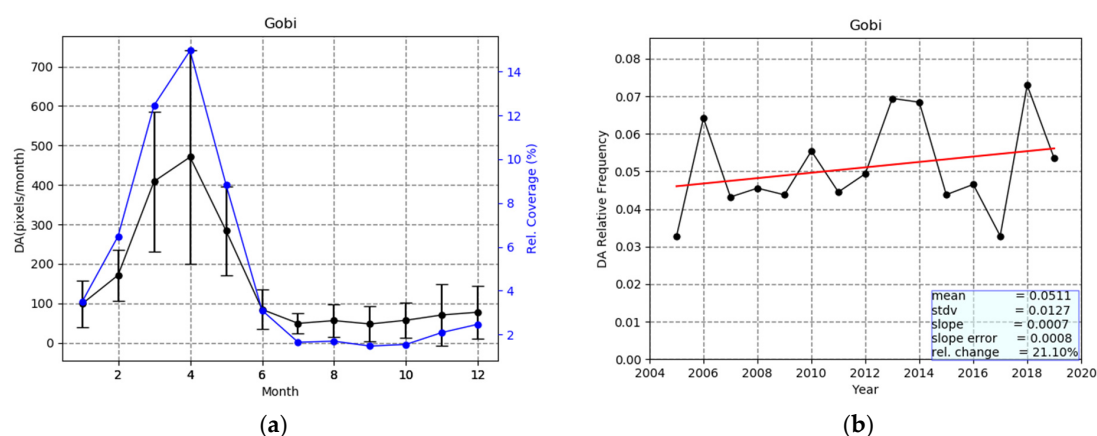 Gobi
DA(pixels/month)
700
600
500
400
300
200
100
0
14
12
10
8
6
4
2
Rel. Coverage (%)
2 4 6 8 10 12
Month
(a)
Gobi
DA Relative Frequency
0.08
0.07
0.06
0.05
0.04
0.03
0.02
0.01
0.00
mean = 0.0511
stdv = 0.0127
slope = 0.0007
slope error = 0.0008
rel. change = 21.10%
2004 2006 2008 2010 2012 2014 2016 2018 2020
Year
(b)